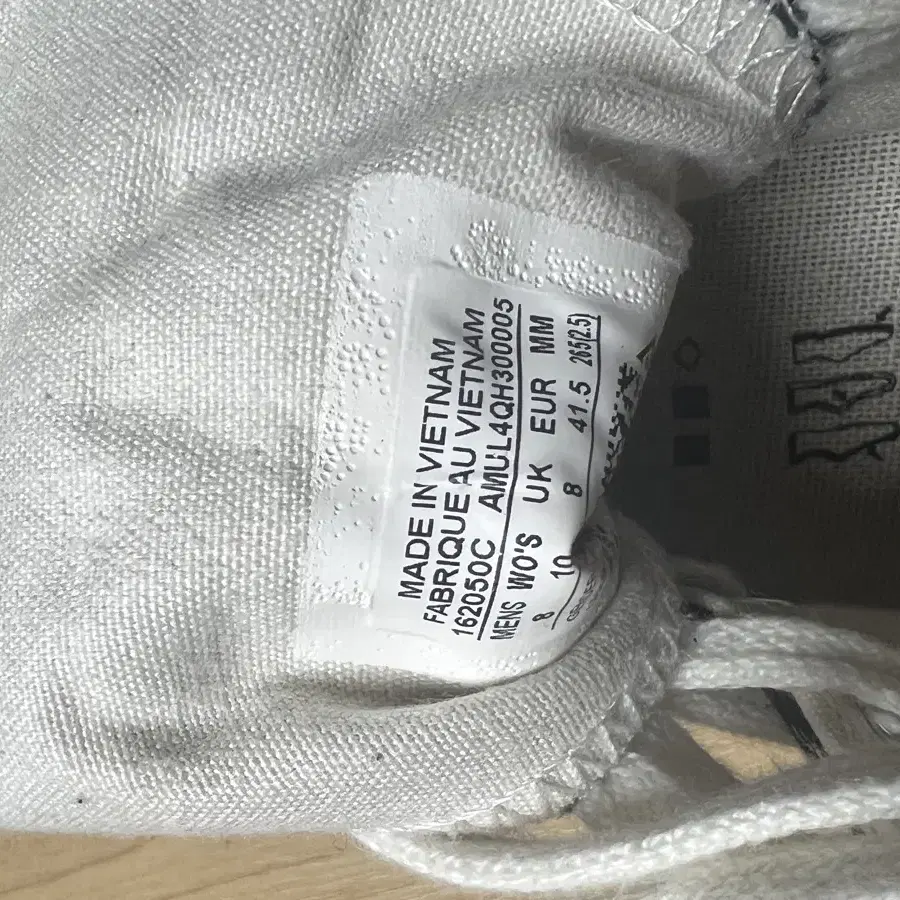 MADE IN VIETNAM
FABRIQUE AU VIETNAM
162050C AMUL4QH300005
MENS WO'S UK EUR MM
8 10 8 41.5 265(2.5)